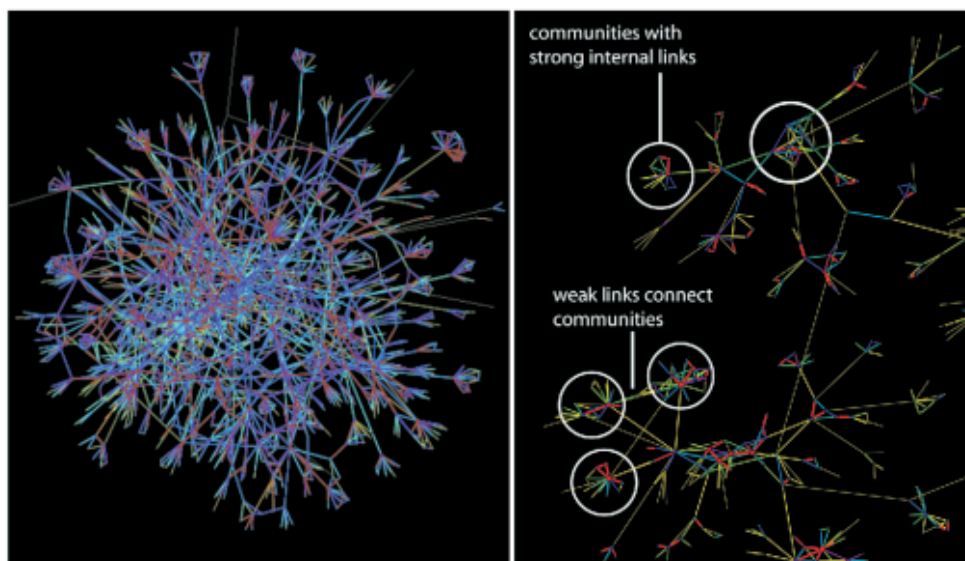 communities with
strong internal links
weak links connect
communities